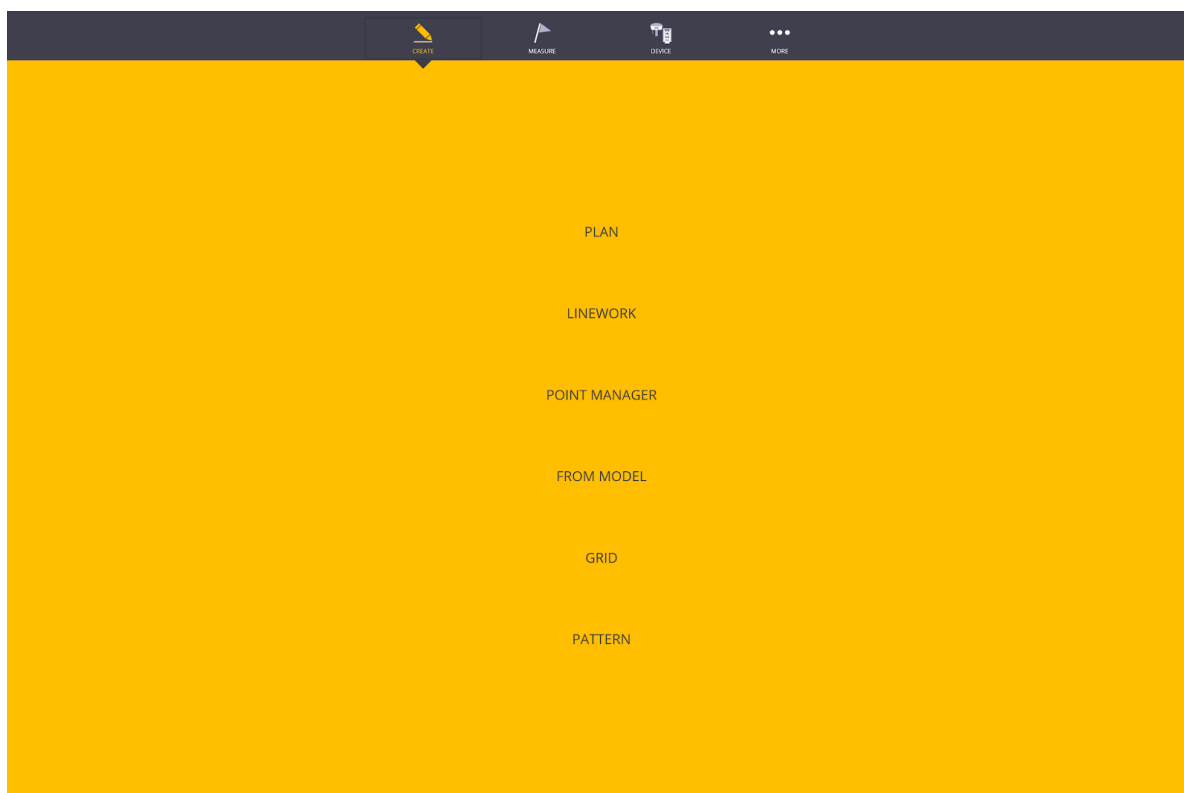 CREATE
MEASURE
DEVICE
MORE
PLAN
LINEWORK
POINT MANAGER
FROM MODEL
GRID
PATTERN